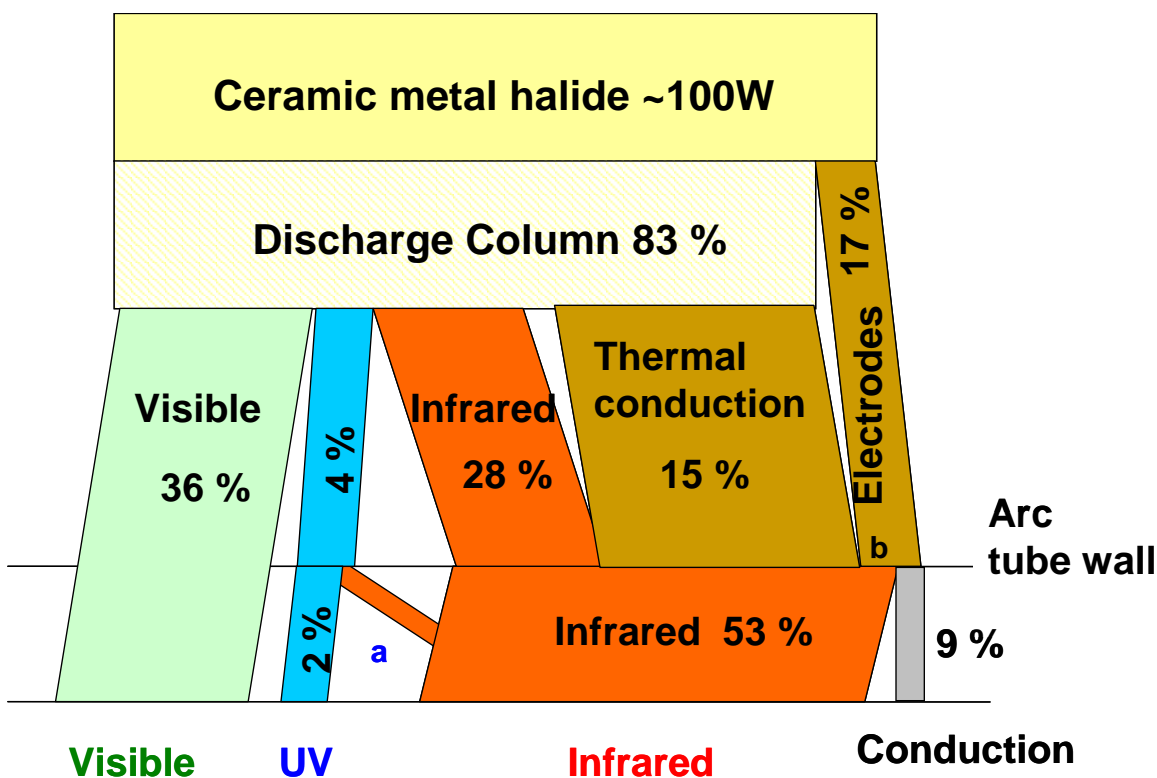 Ceramic metal halide ~100W
Discharge Column 83 %
Electrodes 17 %
Visible
36 %
4 %
Infrared
28 %
Thermal
conduction
15 %
b
Arc
tube wall
2 %
a
Infrared 53 %
9 %
Visible
UV
Infrared
Conduction